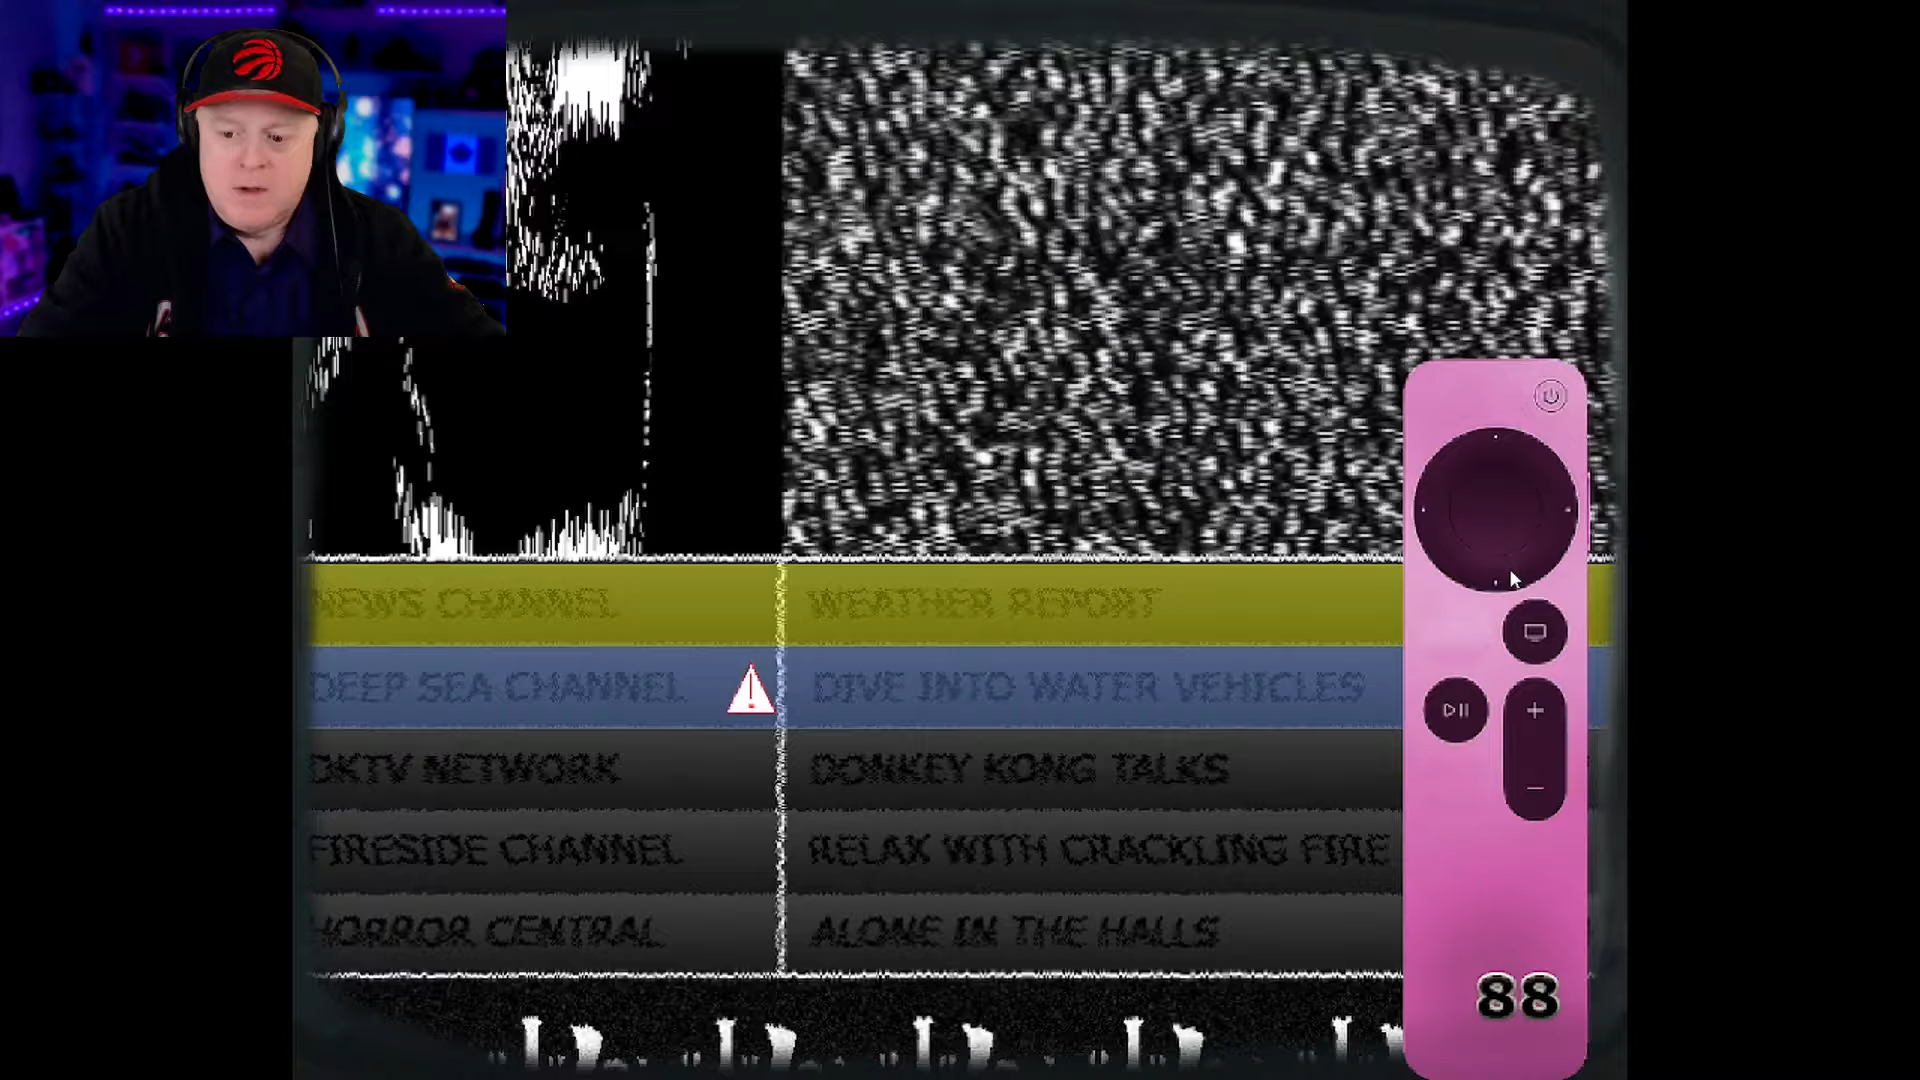 NEWS CHANNEL WEATHER REPORT
DEEP SEA CHANNEL DIVE INTO WATER VEHICLES
DKTV NETWORK DONKEY KONG TALKS
FIRESIDE CHANNEL RELAX WITH CRACKLING FIRE
HORROR CENTRAL ALONE IN THE HALLS
88